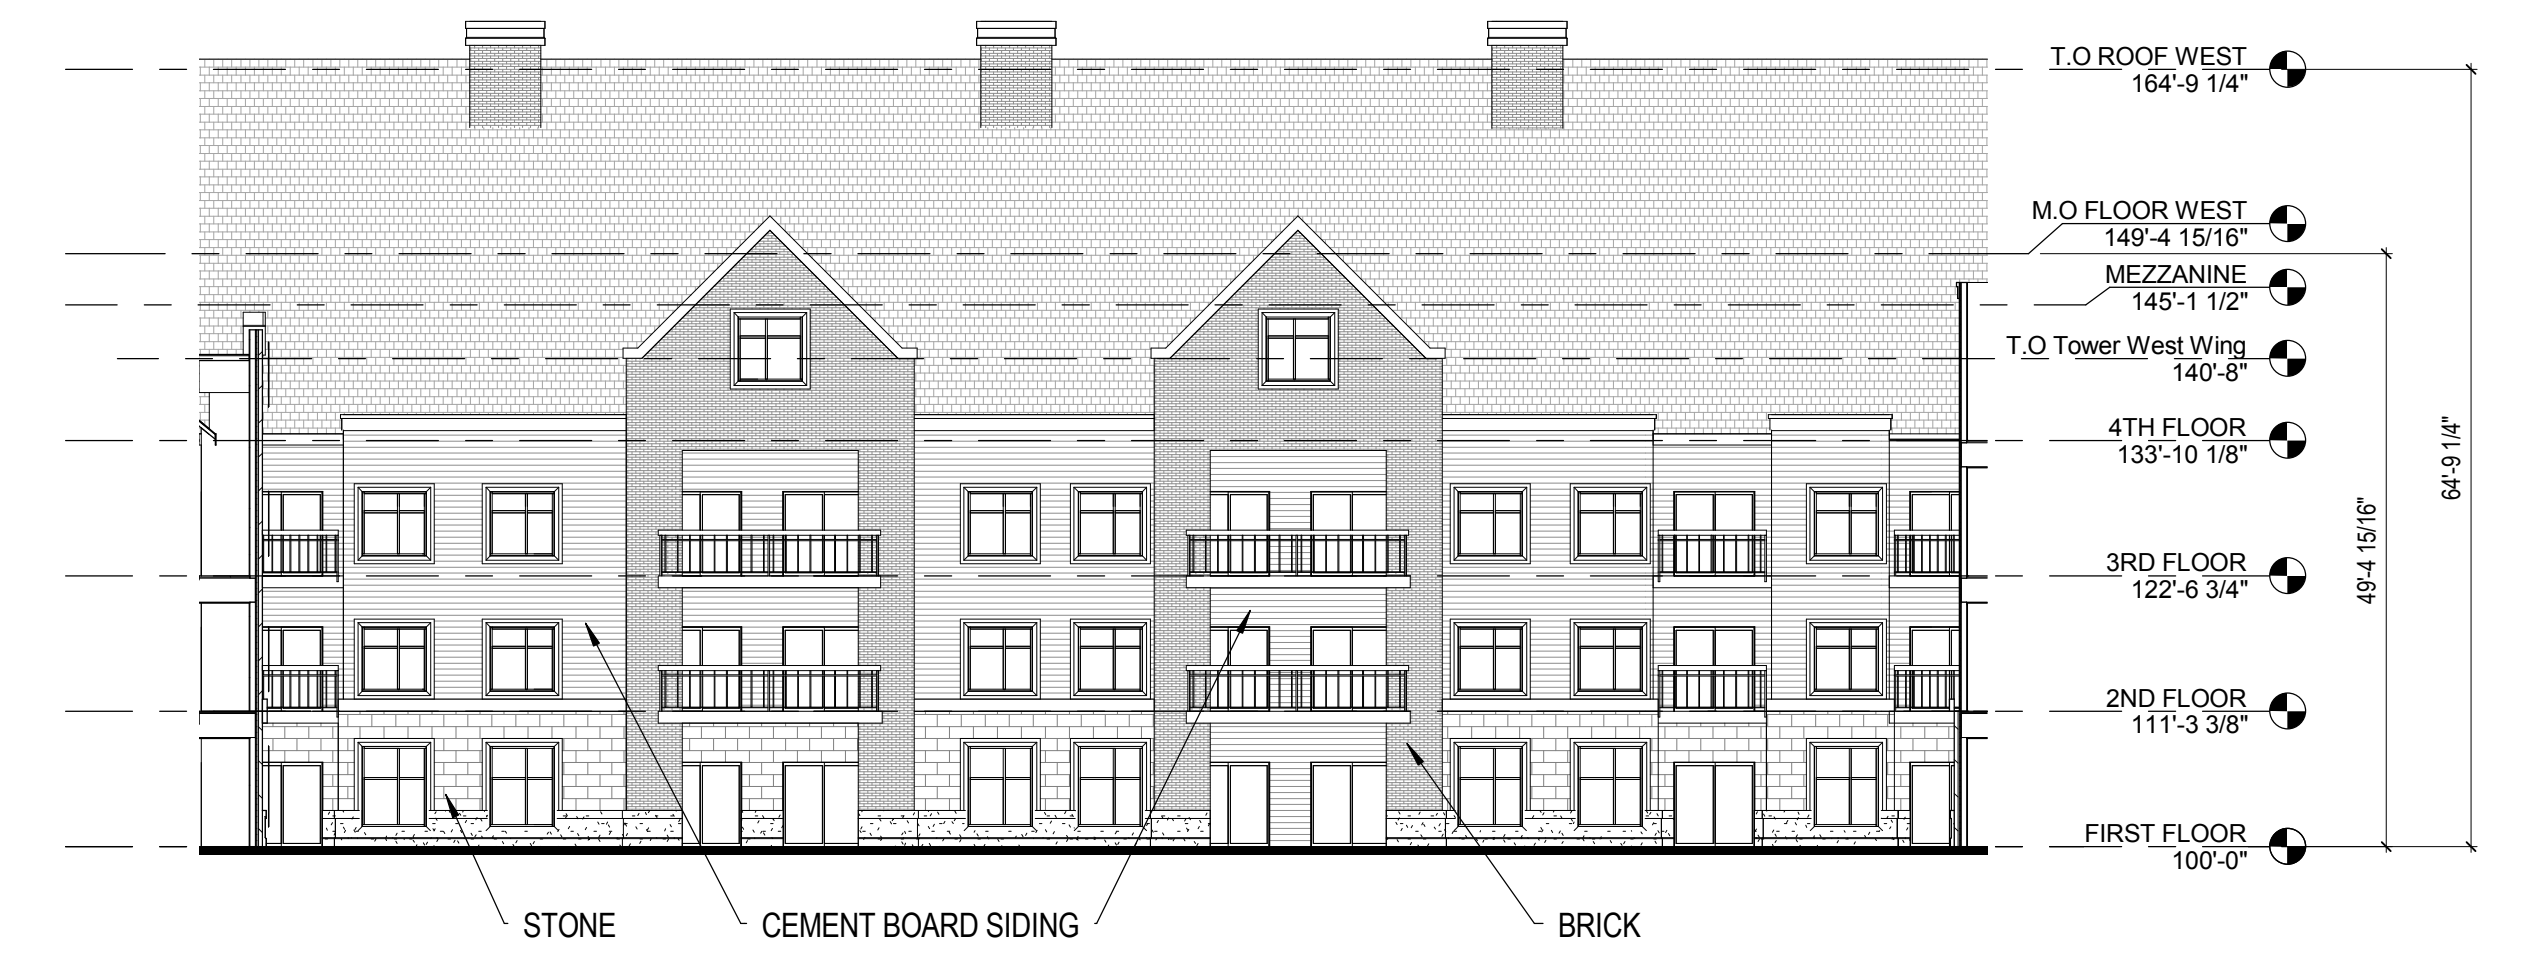 T.O ROOF WEST
164'-9 1/4"
M.O FLOOR WEST
149'-4 15/16"
MEZZANINE
145'-1 1/2"
T.O Tower West Wing
140'-8"
4TH FLOOR
133'-10 1/8"
3RD FLOOR
122'-6 3/4"
2ND FLOOR
111'-3 3/8"
FIRST FLOOR
100'-0"
49'-4 15/16"
64'-9 1/4"
STONE
CEMENT BOARD SIDING
BRICK